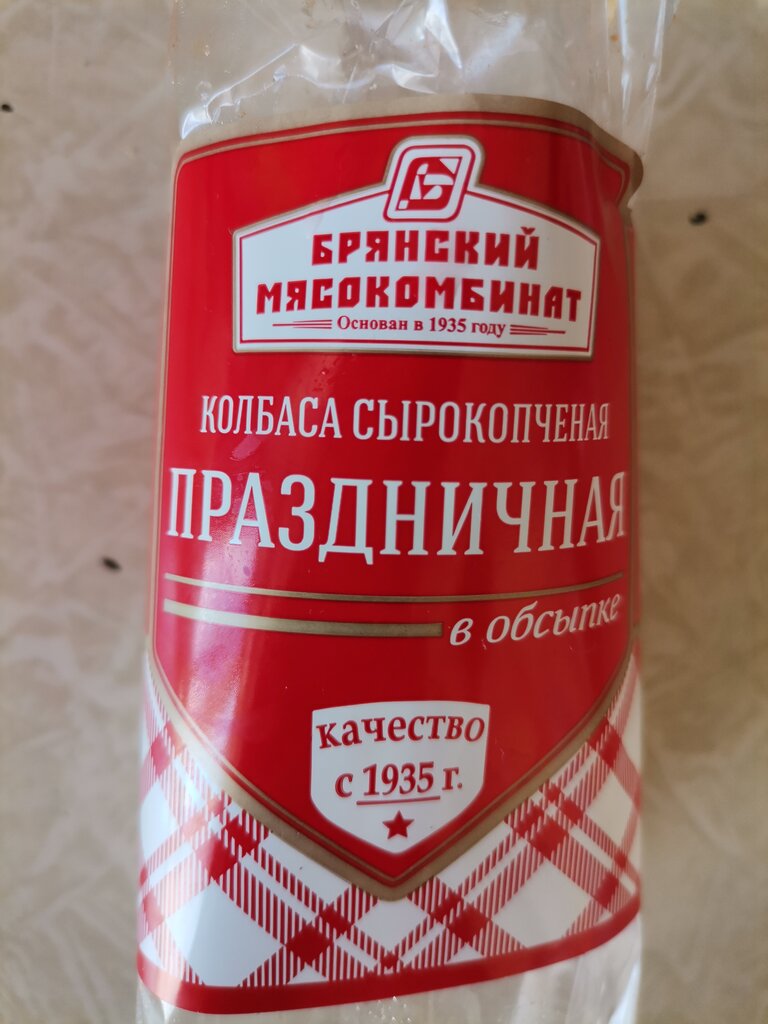 БРЯНСКИЙ
МЯСОКОМБИНАТ
Основан в 1935 году
КОЛБАСА СЫРОКОПЧЕНАЯ
ПРАЗДНИЧНАЯ
в обсыпке
качество
с 1935 г.